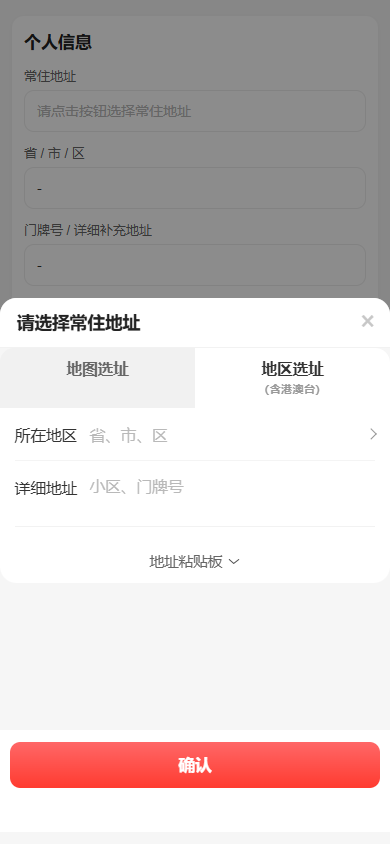 个人信息
常住地址
请点击按钮选择常住地址
省 / 市 / 区
-
门牌号 / 详细补充地址
-
请选择常住地址
地图选址
地区选址
(含港澳台)
所在地区 省、市、区
详细地址 小区、门牌号
地址粘贴板
确认